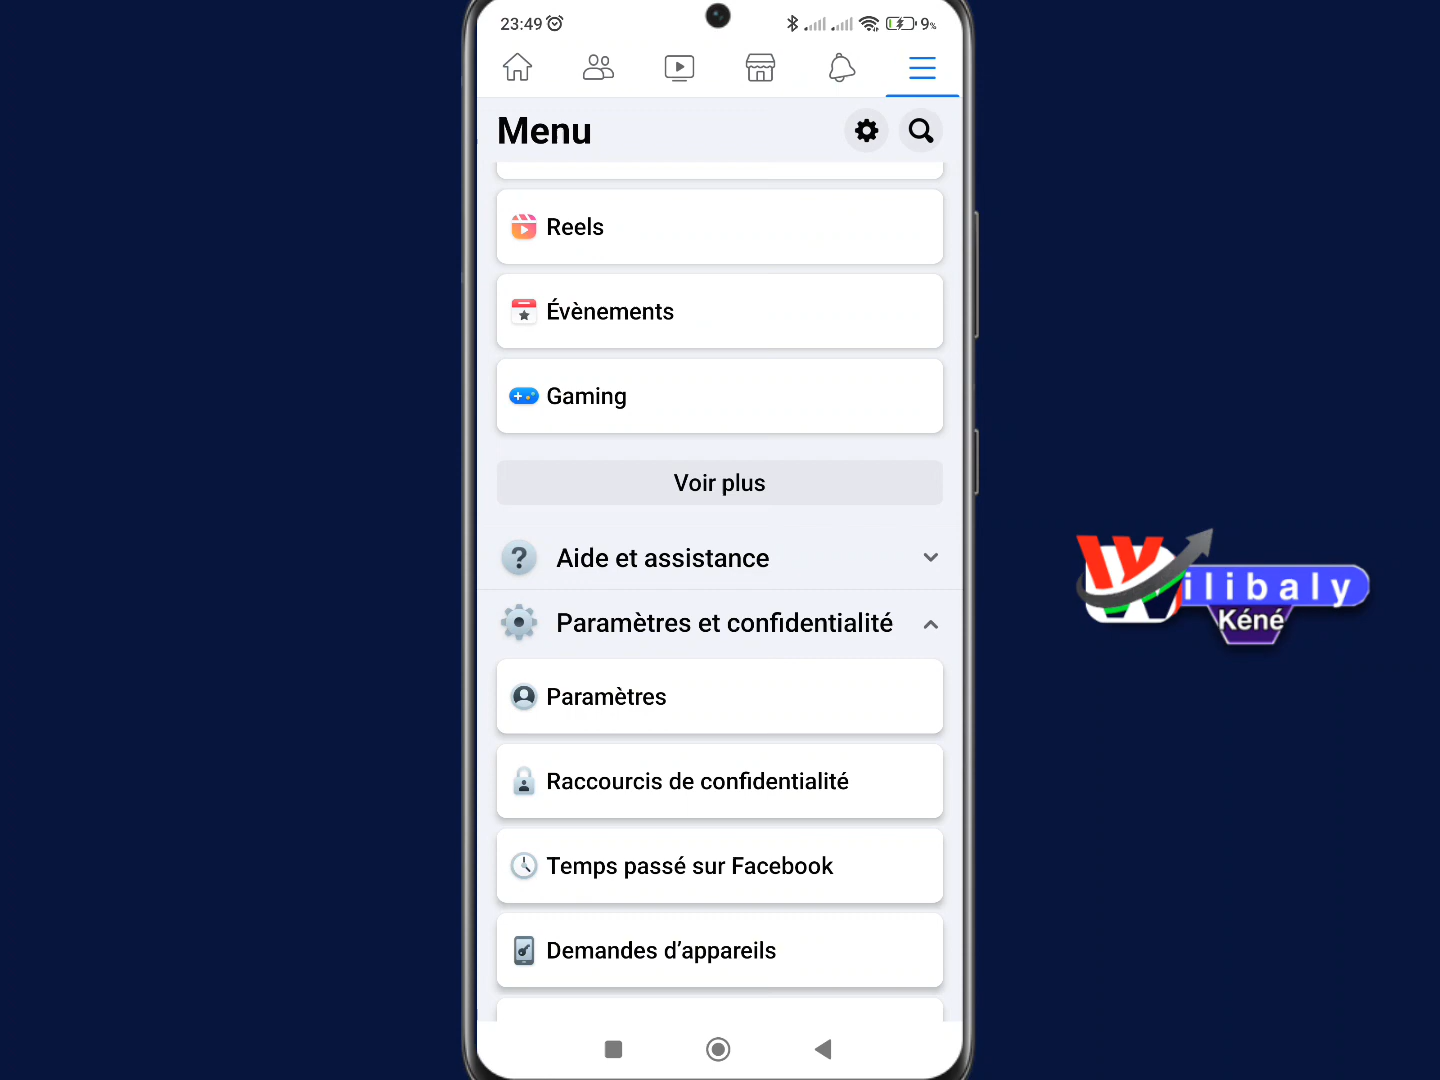 23:49
9%
Menu
Reels
Évènements
Gaming
Voir plus
Aide et assistance
Paramètres et confidentialité
Paramètres
Raccourcis de confidentialité
Temps passé sur Facebook
Demandes d’appareils
Wilibaly
Kéné